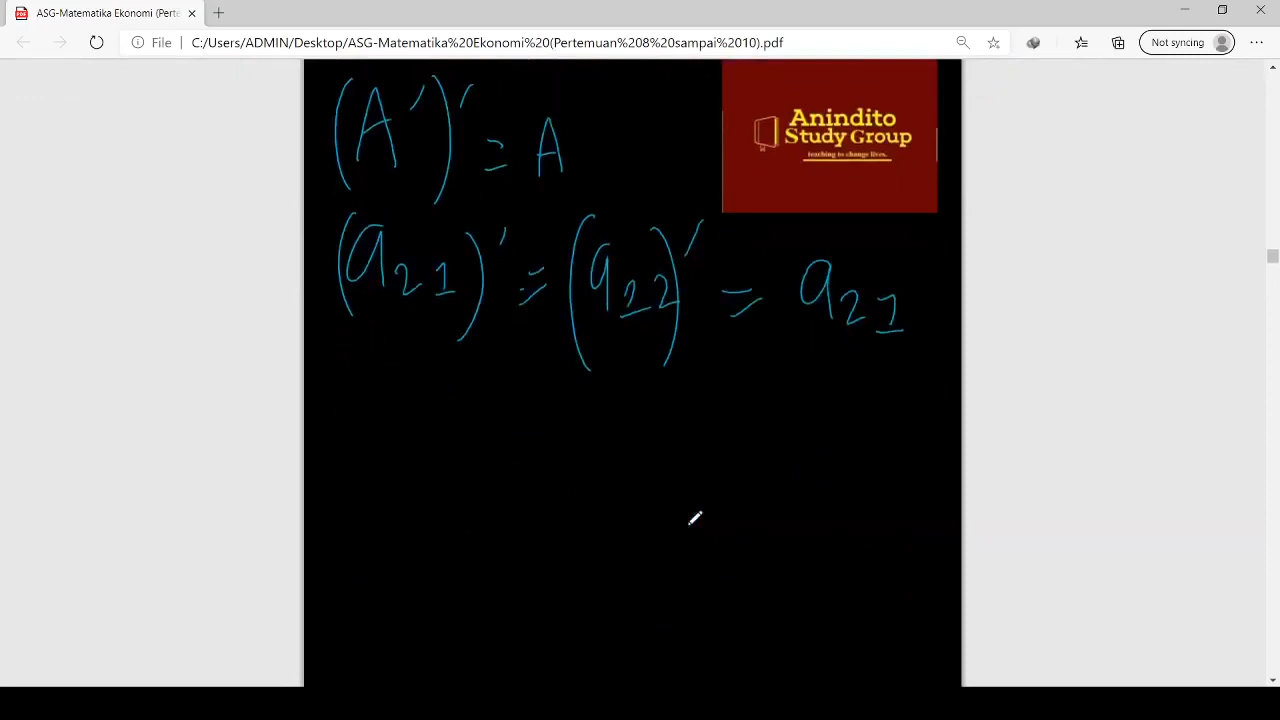 ASG-Matematika Ekonomi (Perte
File
C:/Users/ADMIN/Desktop/ASG-Matematika%20Ekonomi%20(Pertemuan%208%20sampai%2010).pdf
Not syncing
(A')' = A
Anindito
Study Group
teaching to change lives.
(a21)' = (a12)' = a21